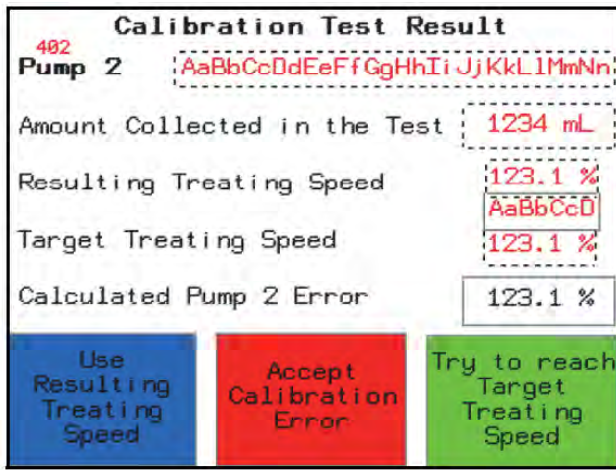 Calibration Test Result
402
Pump 2 AaBbCcDdEeFfGgHhIiJjKkLlMmNn
Amount Collected in the Test 1234 mL
Resulting Treating Speed 123.1 %
AaBbCcD
Target Treating Speed 123.1 %
Calculated Pump 2 Error 123.1 %
Use
Resulting
Treating
Speed
Accept
Calibration
Error
Try to reach
Target
Treating
Speed